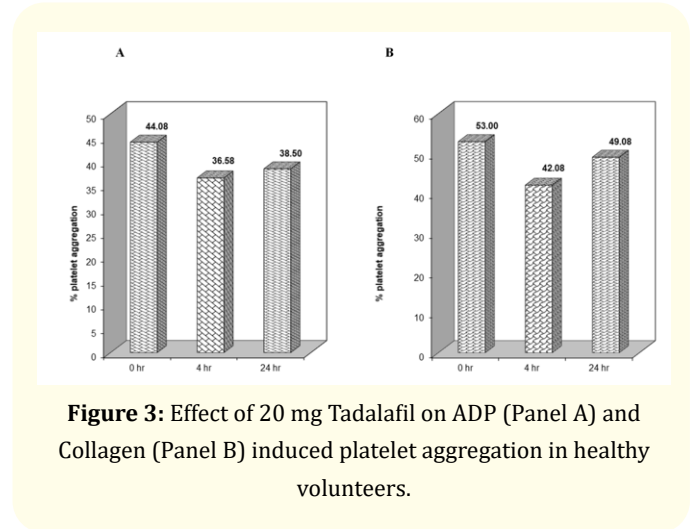 A
B
50
45
40
35
30
25
20
15
10
5
0
% platelet aggregation
44.08
36.58
38.50
0 hr
4 hr
24 hr
60
50
40
30
20
10
0
% platelet aggregation
53.00
42.08
49.08
0 hr
4 hr
24 hr
Figure 3: Effect of 20 mg Tadalafil on ADP (Panel A) and
Collagen (Panel B) induced platelet aggregation in healthy
volunteers.